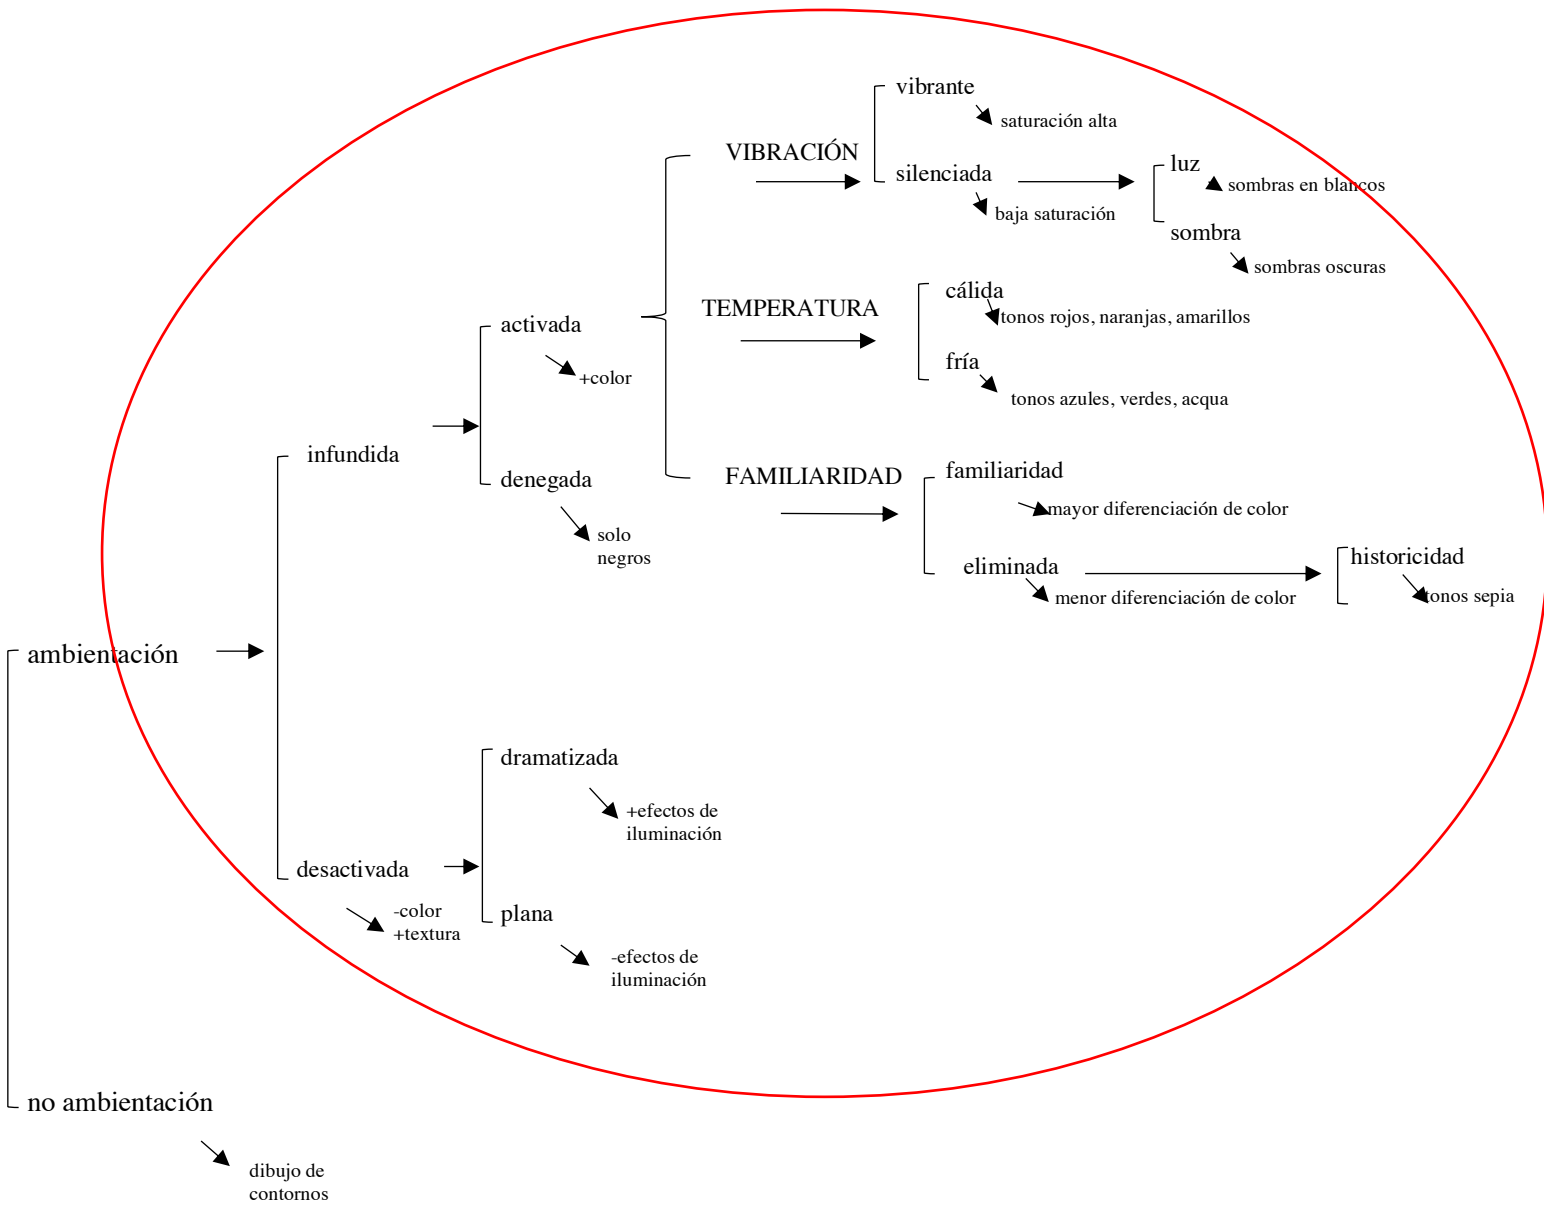 vibrante
saturación alta
VIBRACIÓN
silenciada
baja saturación
luz
sombras en blancos
sombra
sombras oscuras
cálida
tonos rojos, naranjas, amarillos
TEMPERATURA
fría
tonos azules, verdes, acqua
activada
+color
infundida
denegada
solo
negros
FAMILIARIDAD
familiaridad
mayor diferenciación de color
eliminada
menor diferenciación de color
historicidad
tonos sepia
ambientación
dramatizada
+efectos de
iluminación
desactivada
-color
+textura
plana
-efectos de
iluminación
no ambientación
dibujo de
contornos